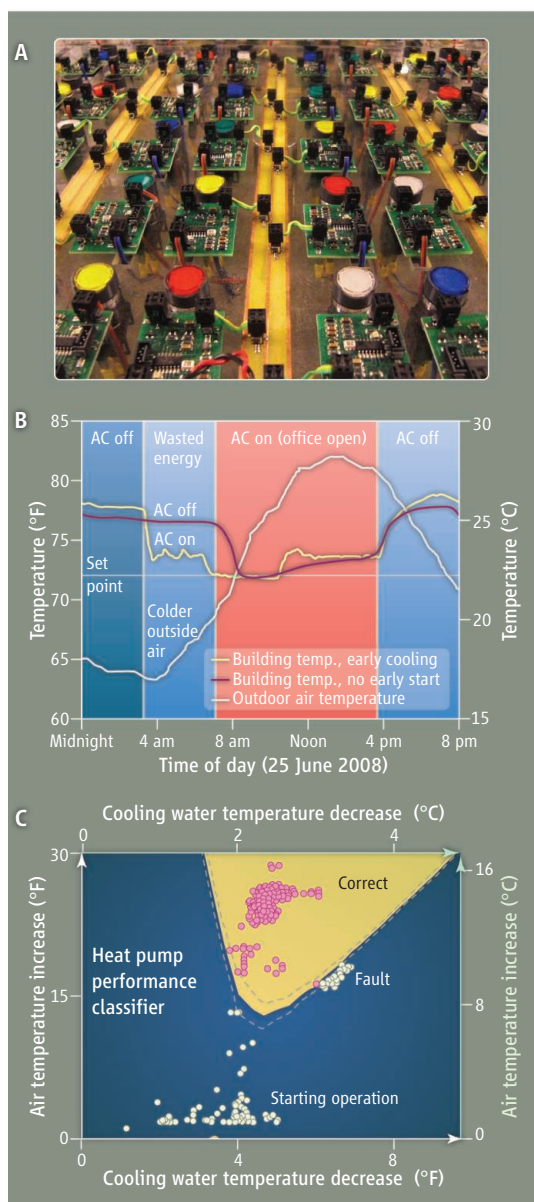 A
B
85
80
75
70
65
60
Temperature (°F)
30
25
20
15
Temperature (°C)
AC off
Wasted
energy
AC on (office open)
AC off
AC off
AC on
Set
point
Colder
outside
air
Building temp., early cooling
Building temp., no early start
Outdoor air temperature
Midnight
4 am
8 am
Noon
4 pm
8 pm
Time of day (25 June 2008)
C
Cooling water temperature decrease (°C)
0
2
4
30
15
0
Air temperature increase (°F)
16
8
0
Air temperature increase (°C)
Correct
Heat pump
performance
classifier
Fault
Starting operation
0
4
8
Cooling water temperature decrease (°F)